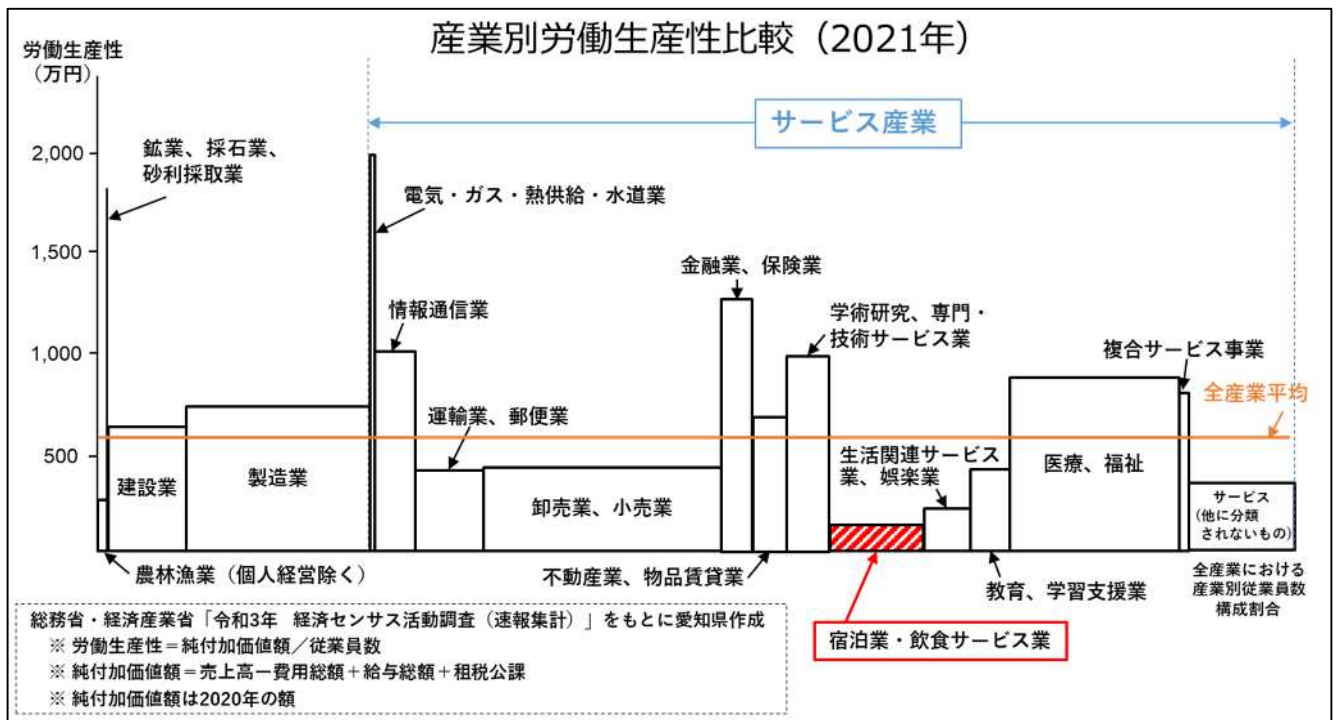 産業別労働生産性比較（2021年）
労働生産性
（万円）
サービス産業
2,000
1,500
1,000
500
鉱業、採石業、
砂利採取業
電気・ガス・熱供給・水道業
金融業、保険業
情報通信業
学術研究、専門・
技術サービス業
複合サービス事業
全産業平均
運輸業、郵便業
生活関連サービス
業、娯楽業
医療、福祉
建設業
製造業
卸売業、小売業
サービス
(他に分類
されないもの)
農林漁業（個人経営除く）
不動産業、物品賃貸業
教育、学習支援業
全産業における
産業別従業員数
構成割合
宿泊業・飲食サービス業
総務省・経済産業省「令和3年　経済センサス活動調査（速報集計）」をもとに愛知県作成
※ 労働生産性＝純付加価値額／従業員数
※ 純付加価値額＝売上高ー費用総額＋給与総額＋租税公課
※ 純付加価値額は2020年の額